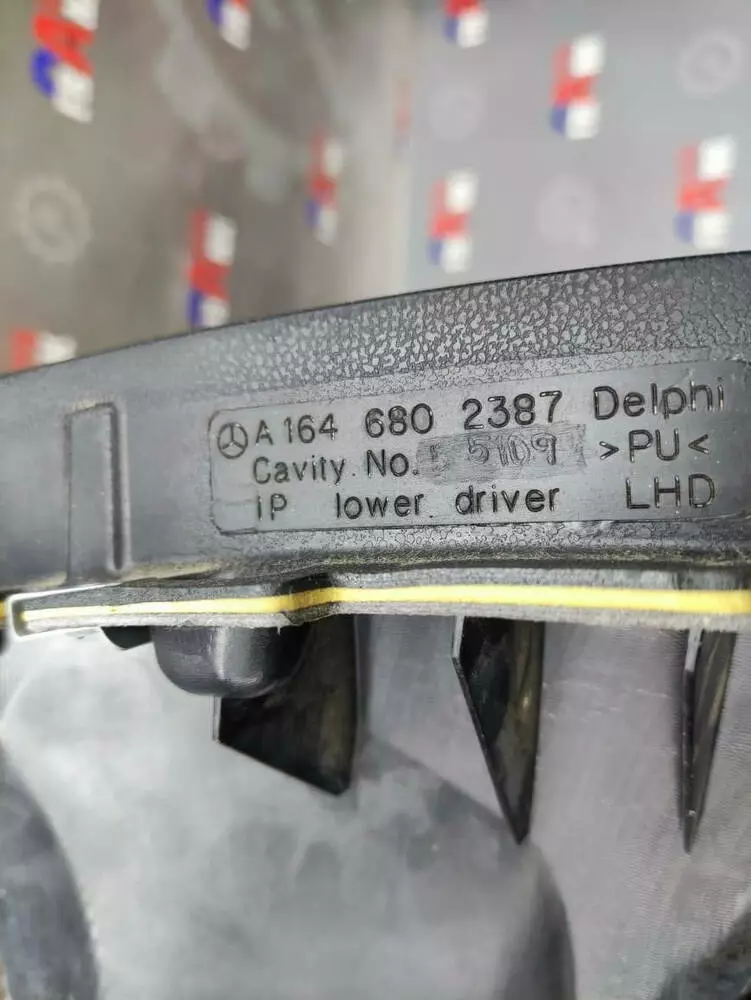 A 164 680 2387 Delphi
Cavity No. 5109 >PU<
IP lower driver LHD